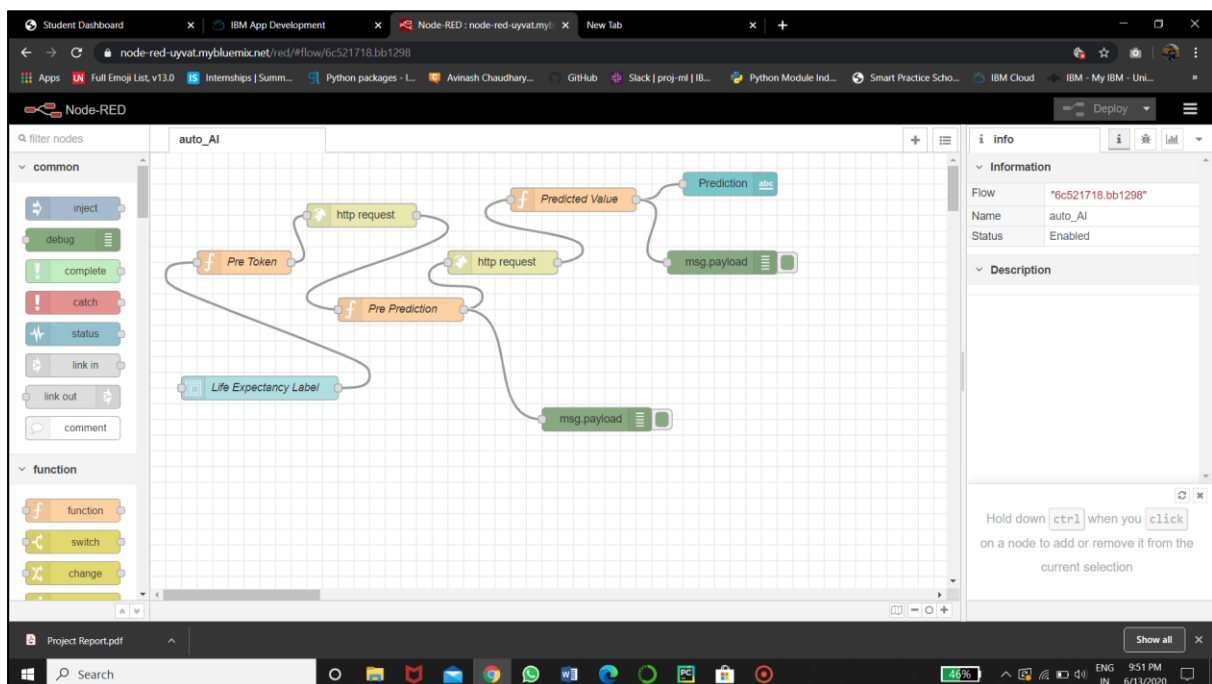 Student Dashboard
IBM App Development
Node-RED : node-red-uyvat.myb
New Tab
node-red-uyvat.mybluemix.net/red/#flow/6c521718.bb1298
Apps
Full Emoji List, v13.0
Internships | Summ...
Python packages - I...
Avinash Chaudhary...
GitHub
Slack | proj-ml | IB...
Python Module Ind...
Smart Practice Scho...
IBM Cloud
IBM - My IBM - Uni...
»
Node-RED
Deploy
filter nodes
auto_AI
i info
common
inject
debug
complete
catch
status
link in
link out
comment
function
function
switch
change
Predicted Value
Prediction
abc
http request
Pre Token
http request
msg.payload
Pre Prediction
Life Expectancy Label
msg.payload
Information
Flow "6c521718.bb1298"
Name auto_AI
Status Enabled
Description
Hold down ctrl when you click
on a node to add or remove it from the
current selection
Project Report.pdf
Show all
Search
46%
ENG
IN
9:51 PM
6/13/2020